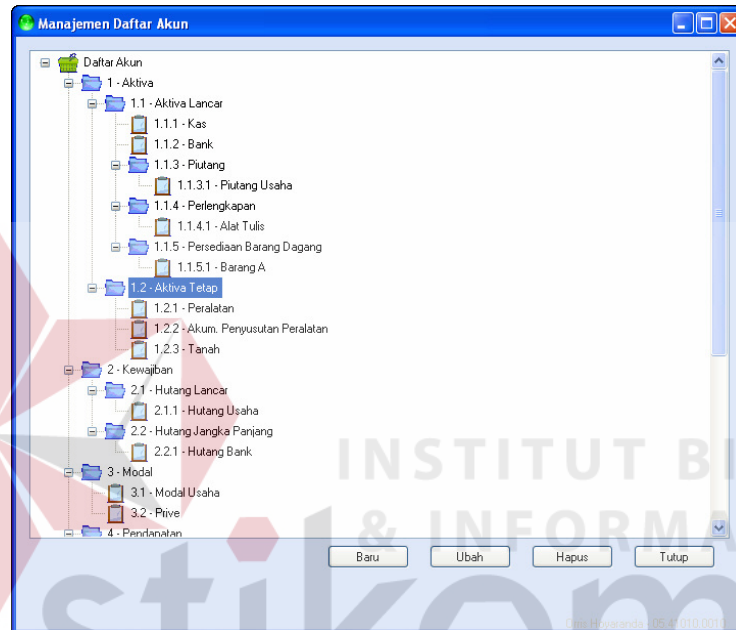 Manajemen Daftar Akun
Daftar Akun
1 - Aktiva
1.1 - Aktiva Lancar
1.1.1 - Kas
1.1.2 - Bank
1.1.3 - Piutang
1.1.3.1 - Piutang Usaha
1.1.4 - Perlengkapan
1.1.4.1 - Alat Tulis
1.1.5 - Persediaan Barang Dagang
1.1.5.1 - Barang A
1.2 - Aktiva Tetap
1.2.1 - Peralatan
1.2.2 - Akum. Penyusutan Peralatan
1.2.3 - Tanah
2 - Kewajiban
2.1 - Hutang Lancar
2.1.1 - Hutang Usaha
2.2 - Hutang Jangka Panjang
2.2.1 - Hutang Bank
3 - Modal
3.1 - Modal Usaha
3.2 - Prive
4 - Pendapatan
INSTITUT BI
& INFORMA
Baru Ubah Hapus Tutup
stikom